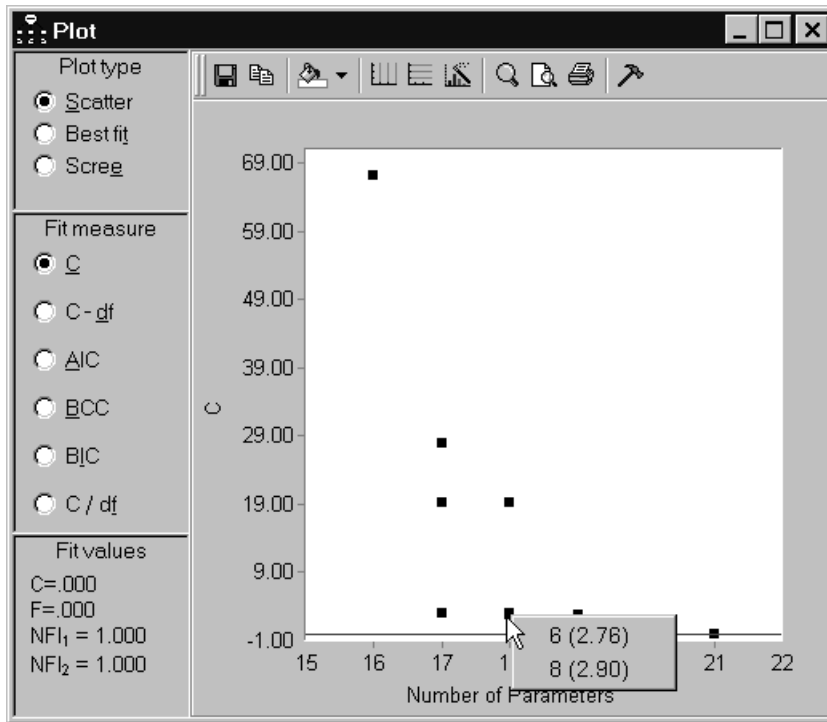 Plot
Plot type
Scatter
Best fit
Scree
Fit measure
C
C - df
AIC
BCC
BIC
C / df
Fit values
C=.000
F=.000
NFI₁ = 1.000
NFI₂ = 1.000
69.00
59.00
49.00
39.00
29.00
19.00
9.00
-1.00
C
15 16 17 1 21 22
6 (2.76)
8 (2.90)
Number of Parameters